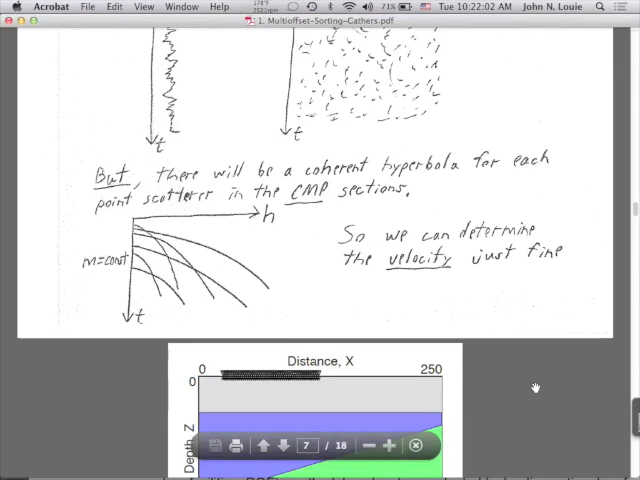 Acrobat File Edit View Window Help
178°F
2521rpm
71%
Tue 10:22:02 AM John N. Louie
1. Multioffset-Sorting-Gathers.pdf
t
t
But, there will be a coherent hyperbola for each
point scatterer in the CMP sections.
h
m=const
t
So we can determine
the velocity just fine
Distance, X
0 250
0
Depth, Z
7 / 18